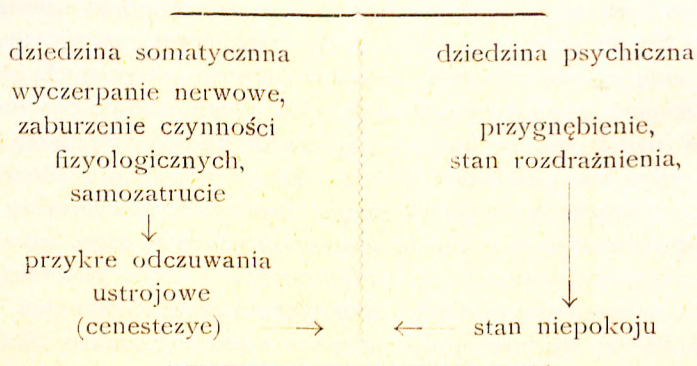 dziedzina somatycznna
wyczerpanie nerwowe,
zaburzenie czynności
fizyologicznych,
samozatrucie
↓
przykre odczuwania
ustrojowe
(cenestezye) →
dziedzina psychiczna
przygnębienie,
stan rozdrażnienia,
↓
← stan niepokoju